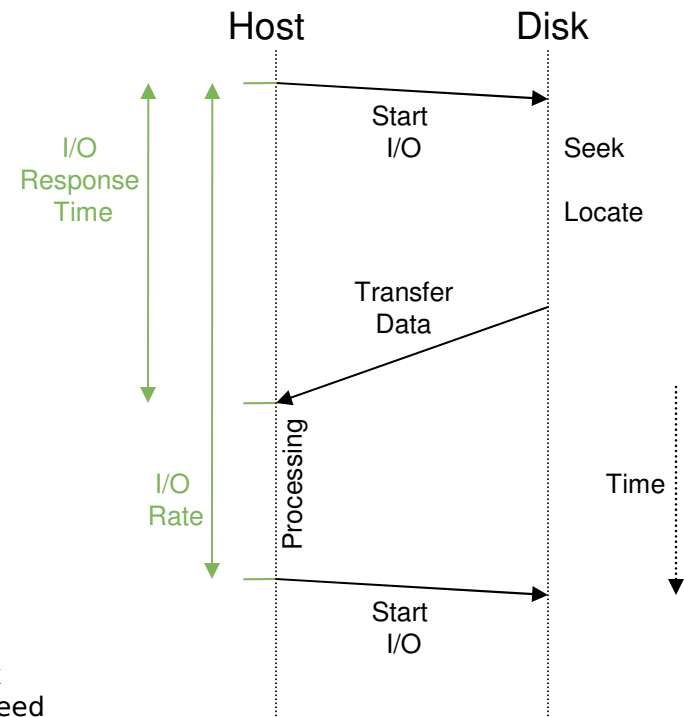 Host
Disk
Start
I/O
I/O
Response
Time
Seek
Locate
Transfer
Data
Processing
I/O
Rate
Time
Start
I/O
eed